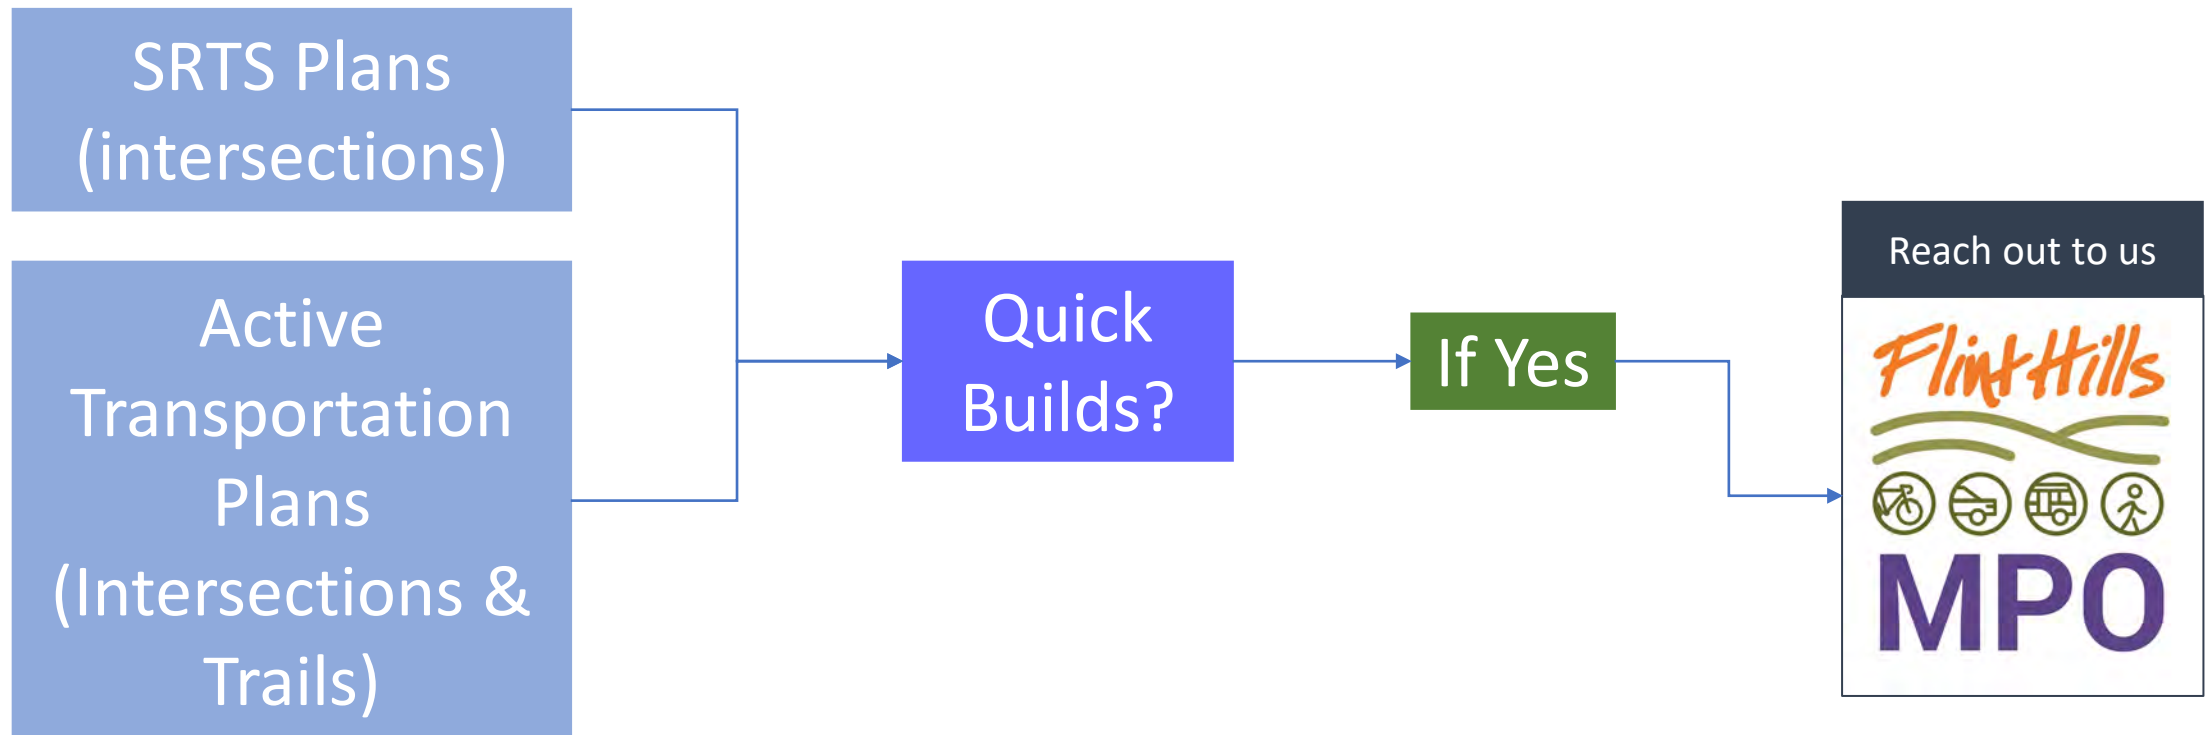 SRTS Plans
(intersections)
Active
Transportation
Plans
(Intersections &
Trails)
Quick
Builds?
If Yes
Reach out to us
Flint Hills
MPO